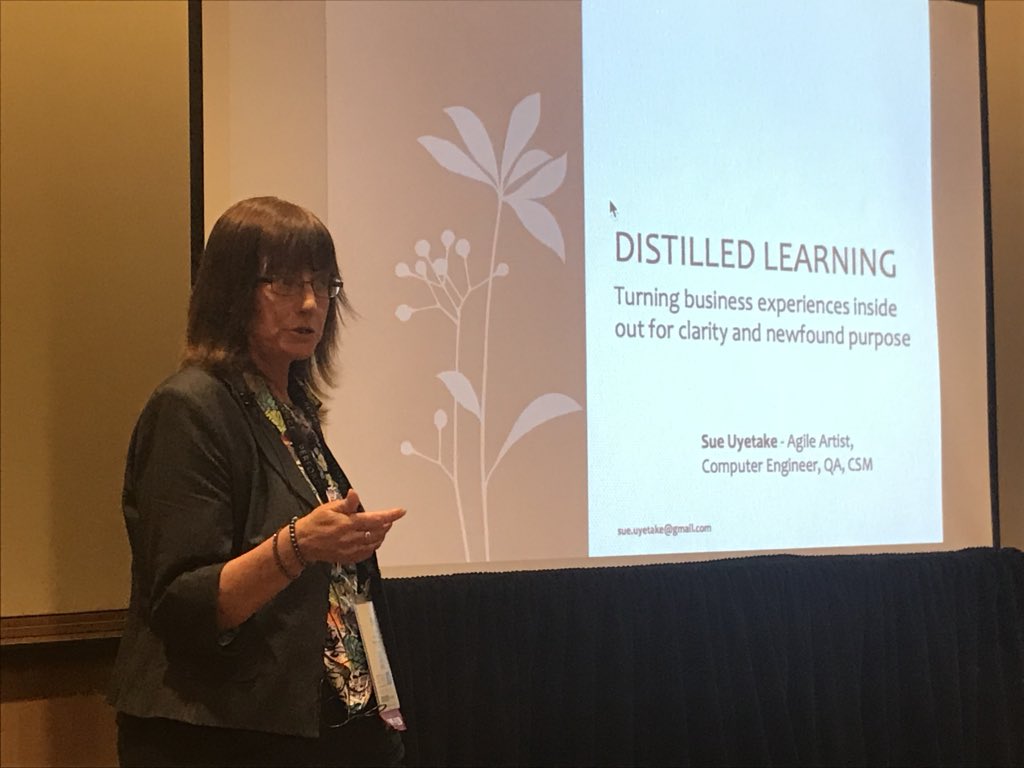 DISTILLED LEARNING
Turning business experiences inside
out for clarity and newfound purpose
Sue Uyetake - Agile Artist,
Computer Engineer, QA, CSM
sue.uyetake@gmail.com